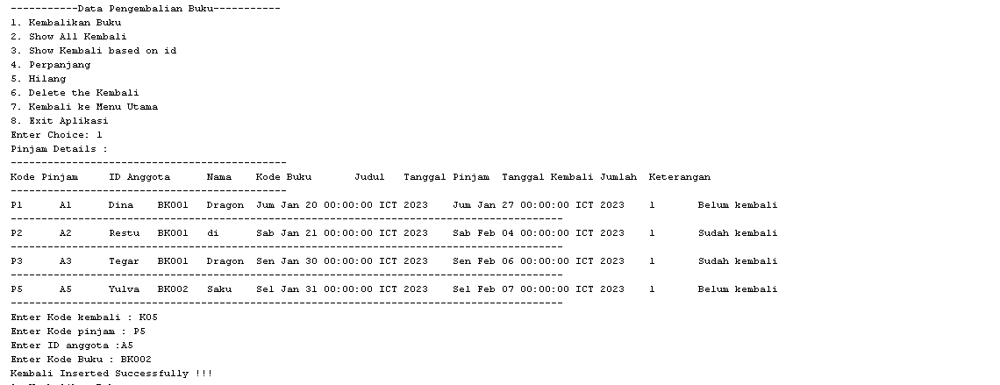 -----------Data Pengembalian Buku-----------
1. Kembalikan Buku
2. Show All Kembali
3. Show Kembali based on id
4. Perpanjang
5. Hilang
6. Delete the Kembali
7. Kembali ke Menu Utama
8. Exit Aplikasi
Enter Choice: 1
Pinjam Details :
---------------------------------------------
Kode Pinjam     ID Anggota      Nama    Kode Buku       Judul   Tanggal Pinjam  Tanggal Kembali Jumlah  Keterangan
---------------------------------------------
P1      A1      Dina    BK001   Dragon  Jum Jan 20 00:00:00 ICT 2023    Jum Jan 27 00:00:00 ICT 2023    1       Belum kembali
------------------------------------------------------------------------------------------
P2      A2      Restu   BK001   di      Sab Jan 21 00:00:00 ICT 2023    Sab Feb 04 00:00:00 ICT 2023    1       Sudah kembali
------------------------------------------------------------------------------------------
P3      A3      Tegar   BK001   Dragon  Sen Jan 30 00:00:00 ICT 2023    Sen Feb 06 00:00:00 ICT 2023    1       Sudah kembali
------------------------------------------------------------------------------------------
P5      A5      Yulva   BK002   Saku    Sel Jan 31 00:00:00 ICT 2023    Sel Feb 07 00:00:00 ICT 2023    1       Belum kembali
------------------------------------------------------------------------------------------
Enter Kode kembali : K05
Enter Kode pinjam : P5
Enter ID anggota :A5
Enter Kode Buku : BK002
Kembali Inserted Successfully !!!